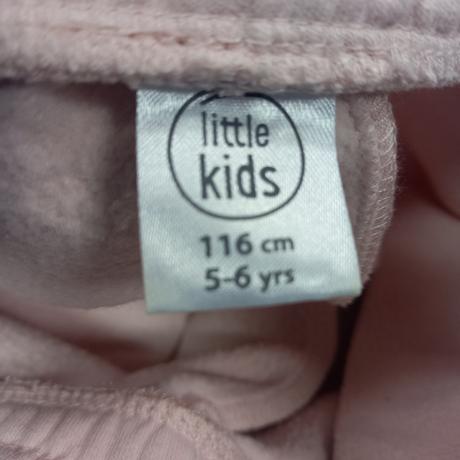 little
kids
116 cm
5-6 yrs